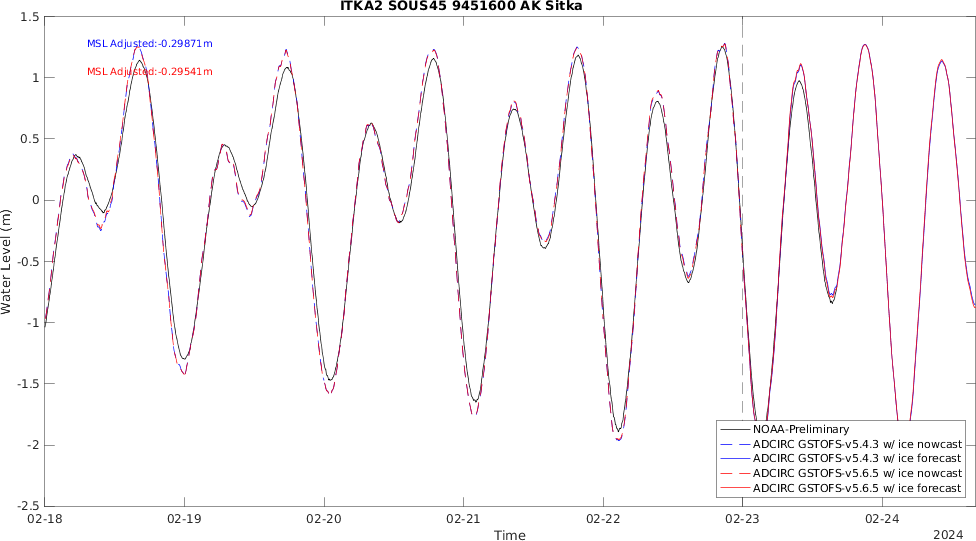 ITKA2 SOUS45 9451600 AK Sitka
MSL Adjusted:-0.29871m
MSL Adjusted:-0.29541m
1.5
1
0.5
0
-0.5
-1
-1.5
-2
-2.5
Water Level (m)
NOAA-Preliminary
ADCIRC GSTOFS-v5.4.3 w/ ice nowcast
ADCIRC GSTOFS-v5.4.3 w/ ice forecast
ADCIRC GSTOFS-v5.6.5 w/ ice nowcast
ADCIRC GSTOFS-v5.6.5 w/ ice forecast
02-18 02-19 02-20 02-21 02-22 02-23 02-24
Time
2024